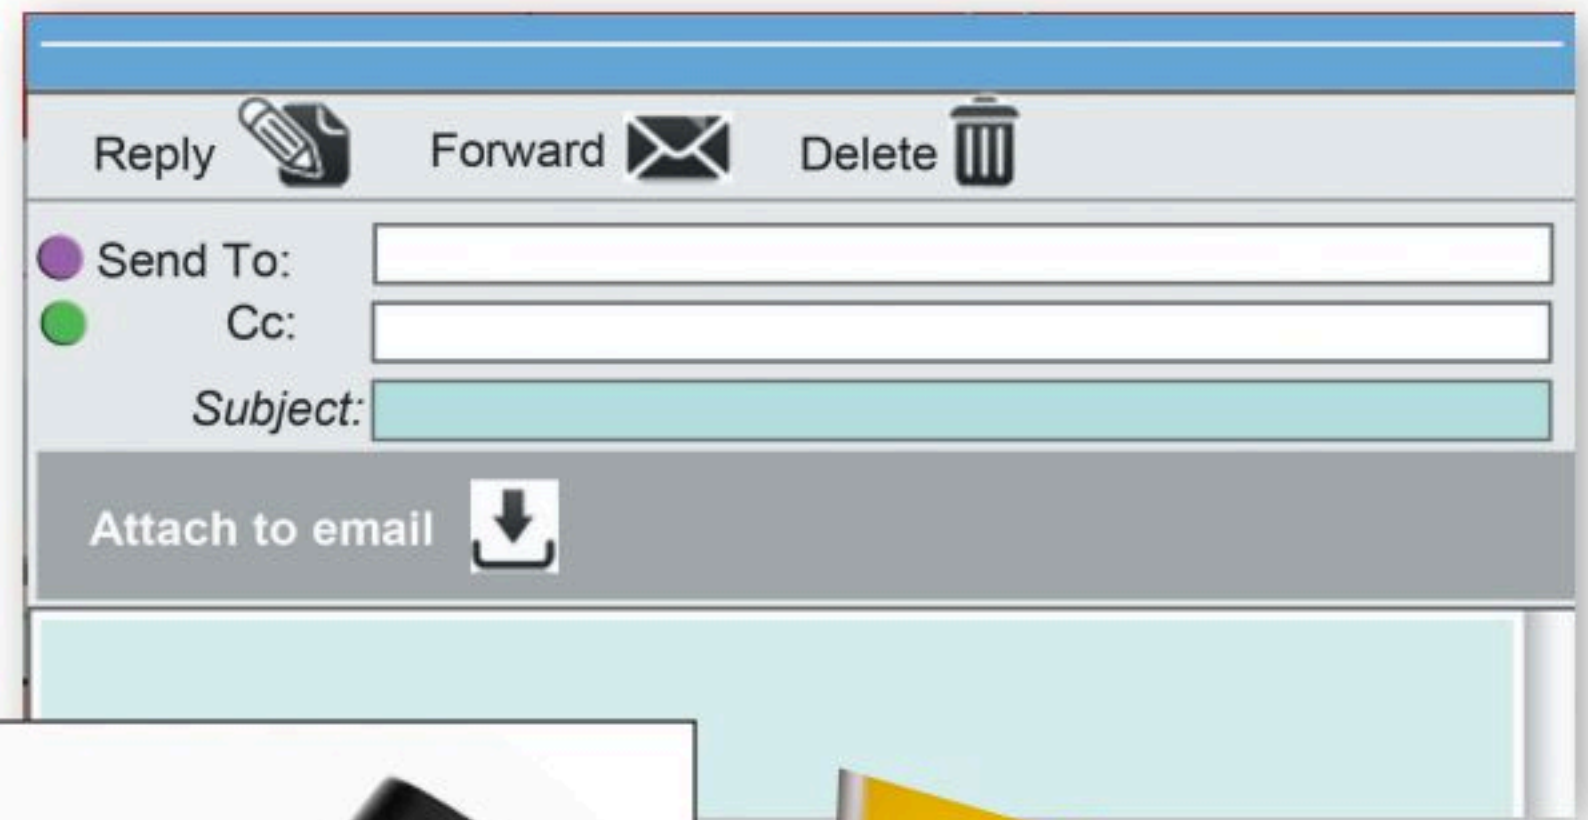 Reply Forward Delete
Send To:
Cc:
Subject:
Attach to email